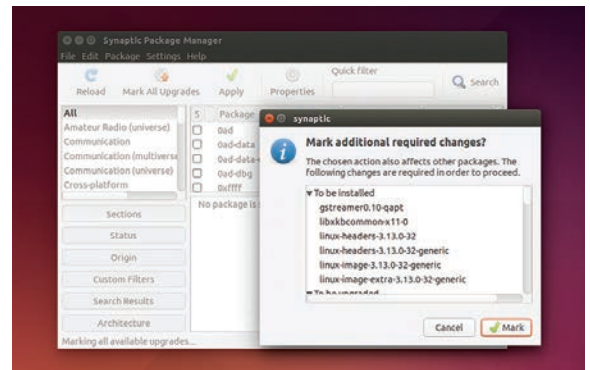 Synaptic Package Manager
File Edit Package Settings Help
Reload
Mark All Upgrades
Apply
Properties
Quick filter
Search
All
Amateur Radio (universe)
Communication
Communication (multiverse
Communication (universe)
Cross-platform
S Package
0ad
0ad-data
0ad-data-
0ad-dbg
0xffff
No package is
Sections
Status
Origin
Custom Filters
Search Results
Architecture
Marking all available upgrades...
synaptic
Mark additional required changes?
The chosen action also affects other packages. The
following changes are required in order to proceed.
To be installed
gstreamer0.10-qapt
libxkbcommon-x11-0
linux-headers-3.13.0-32
linux-headers-3.13.0-32-generic
linux-image-3.13.0-32-generic
linux-image-extra-3.13.0-32-generic
To be upgraded
Cancel
Mark